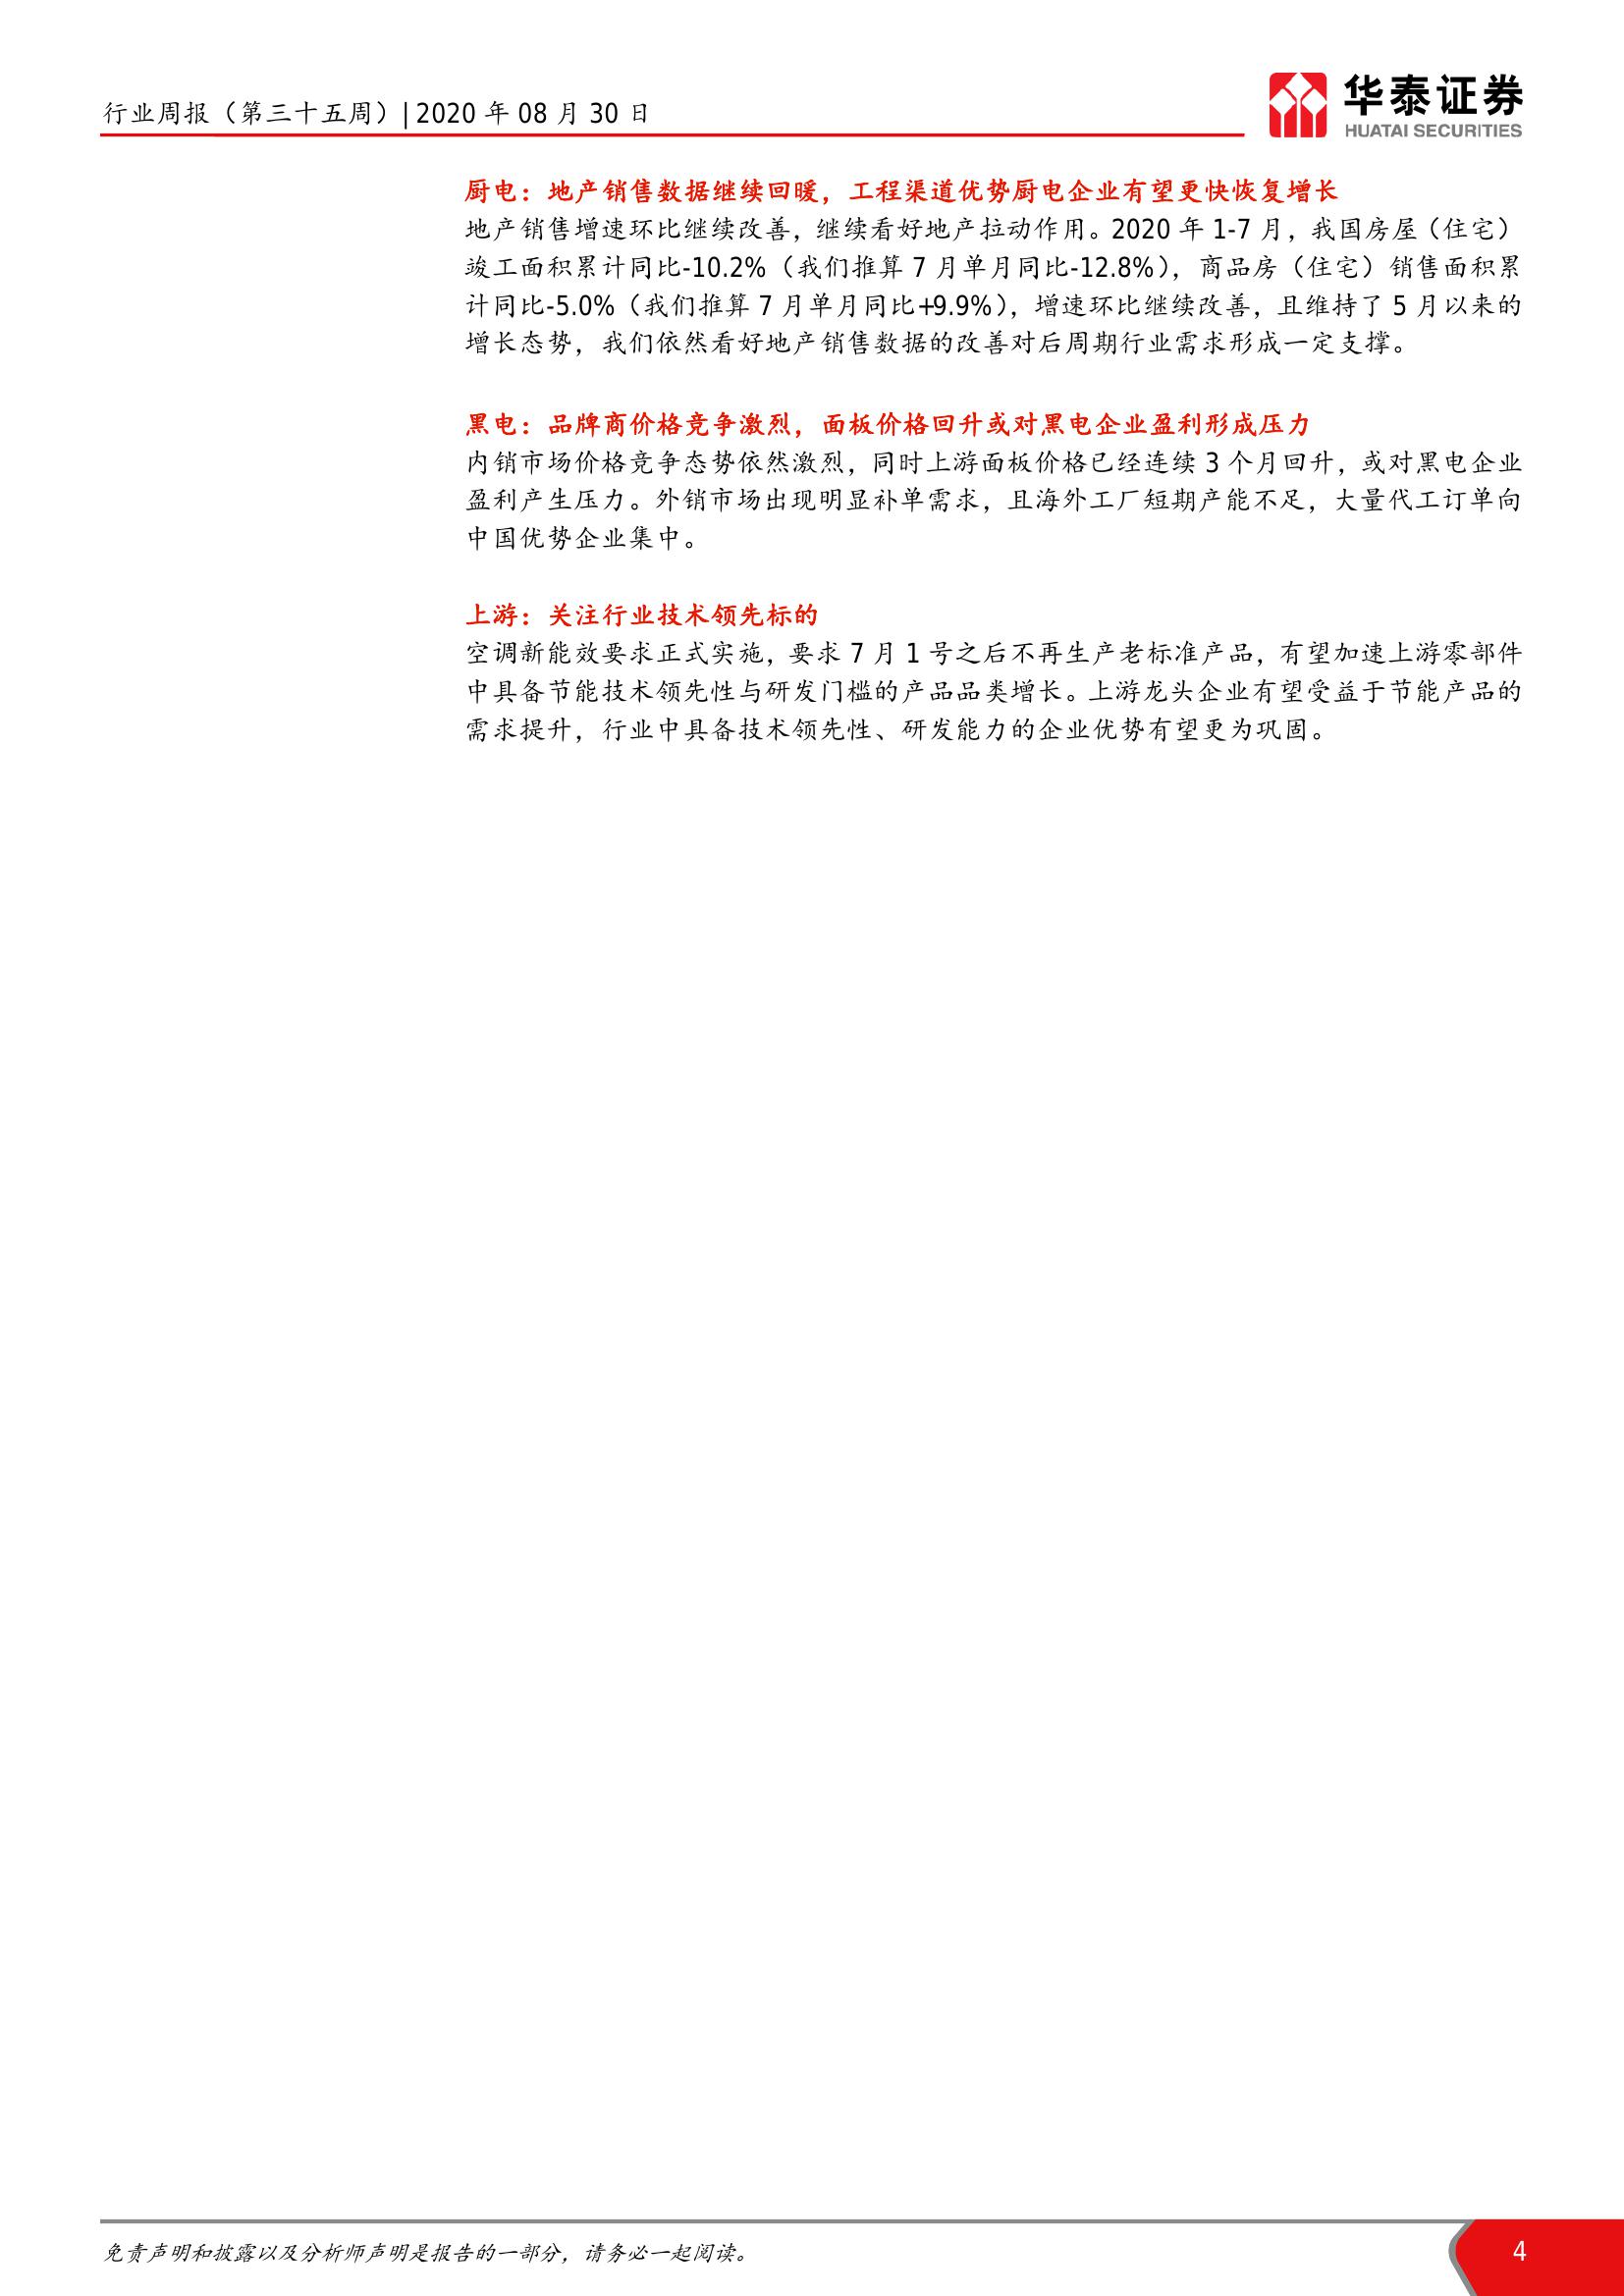 行业周报（第三十五周）| 2020 年 08 月 30 日
华泰证券
HUATAI SECURITIES
厨电：地产销售数据继续回暖，工程渠道优势厨电企业有望更快恢复增长
地产销售增速环比继续改善，继续看好地产拉动作用。2020 年 1-7 月，我国房屋（住宅）
竣工面积累计同比-10.2%（我们推算 7 月单月同比-12.8%），商品房（住宅）销售面积累
计同比-5.0%（我们推算 7 月单月同比+9.9%），增速环比继续改善，且维持了 5 月以来的
增长态势，我们依然看好地产销售数据的改善对后周期行业需求形成一定支撑。
黑电：品牌商价格竞争激烈，面板价格回升或对黑电企业盈利形成压力
内销市场价格竞争态势依然激烈，同时上游面板价格已经连续 3 个月回升，或对黑电企业
盈利产生压力。外销市场出现明显补单需求，且海外工厂短期产能不足，大量代工订单向
中国优势企业集中。
上游：关注行业技术领先标的
空调新能效要求正式实施，要求 7 月 1 号之后不再生产老标准产品，有望加速上游零部件
中具备节能技术领先性与研发门槛的产品品类增长。上游龙头企业有望受益于节能产品的
需求提升，行业中具备技术领先性、研发能力的企业优势有望更为巩固。
免责声明和披露以及分析师声明是报告的一部分，请务必一起阅读。
4